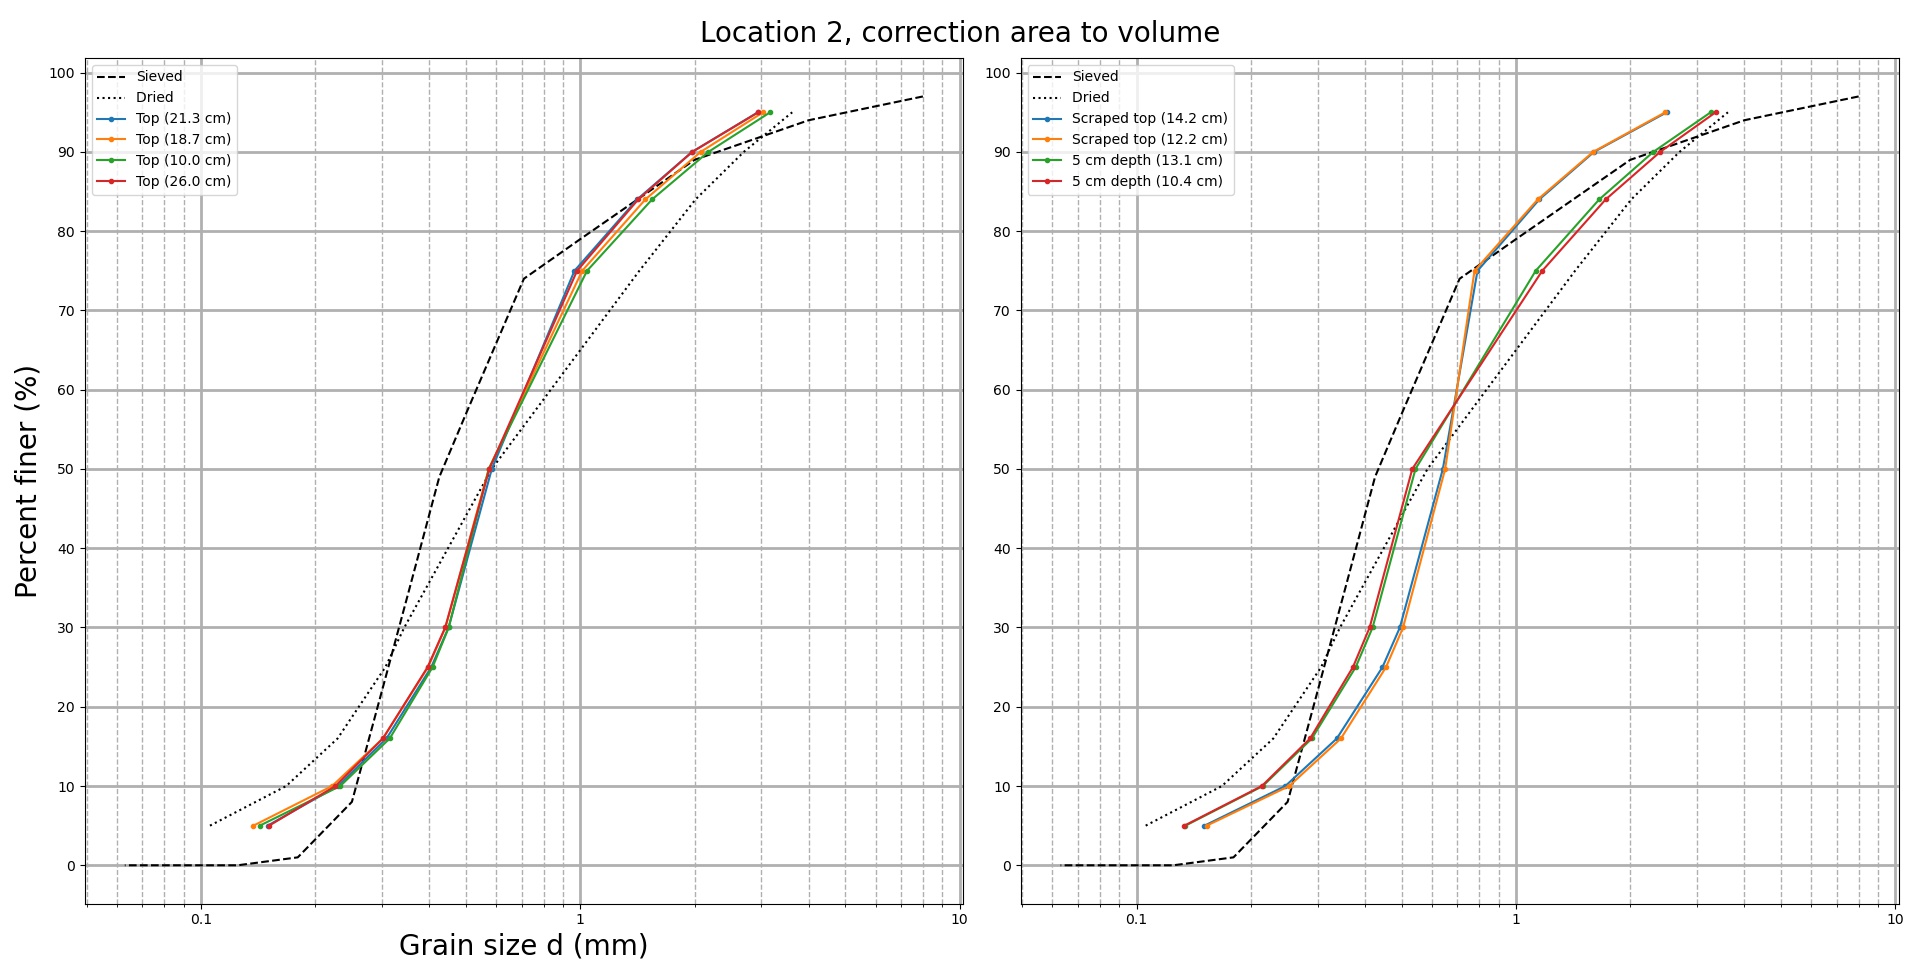 Location 2, correction area to volume
Percent finer (%)
100
90
80
70
60
50
40
30
20
10
0
Sieved
Dried
Top (21.3 cm)
Top (18.7 cm)
Top (10.0 cm)
Top (26.0 cm)
0.1
1
10
Grain size d (mm)
100
90
80
70
60
50
40
30
20
10
0
Sieved
Dried
Scraped top (14.2 cm)
Scraped top (12.2 cm)
5 cm depth (13.1 cm)
5 cm depth (10.4 cm)
0.1
1
10